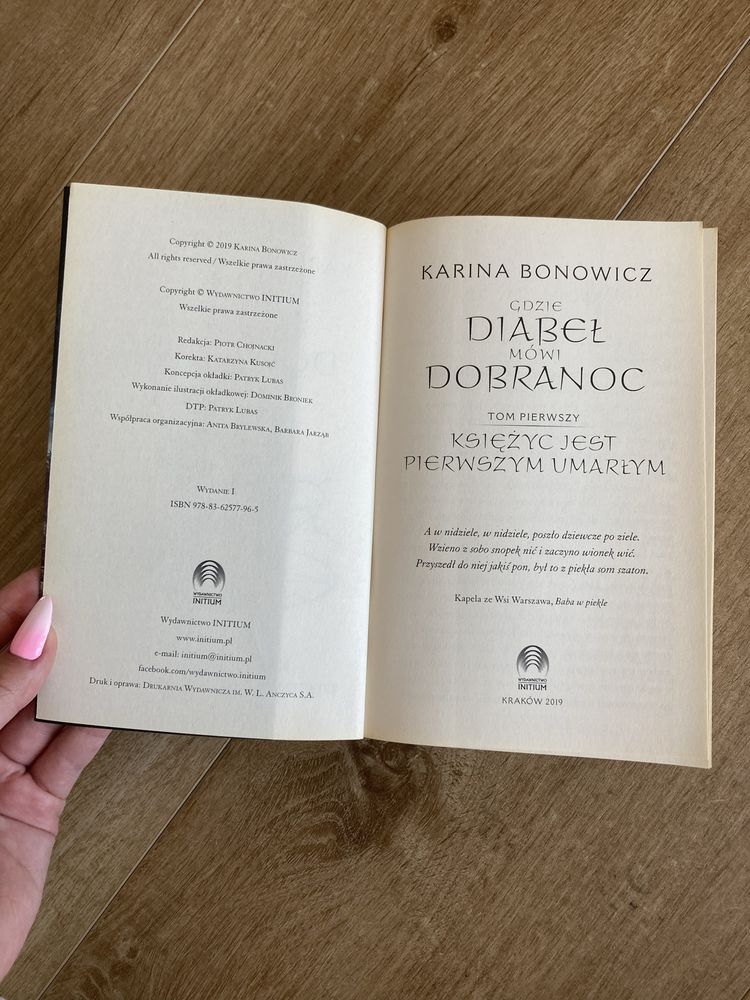 Copyright © 2019 Karina Bonowicz
All rights reserved / Wszelkie prawa zastrzeżone
Copyright © Wydawnictwo INITIUM
Wszelkie prawa zastrzeżone
Redakcja: Piotr Chojnacki
Korekta: Katarzyna Kusojć
Koncepcja okładki: Patryk Lubas
Wykonanie ilustracji okładkowej: Dominik Broniek
DTP: Patryk Lubas
Współpraca organizacyjna: Anita Brylewska, Barbara Jarząb
Wydanie I
ISBN 978-83-62577-96-5
WYDAWNICTWO
INITIUM
Wydawnictwo INITIUM
www.initium.pl
e-mail: initium@initium.pl
facebook.com/wydawnictwo.initium
Druk i oprawa: Drukarnia Wydawnicza im. W. L. Anczyca S.A.
KARINA BONOWICZ
GDZIE
DIABEŁ
MÓWI
DOBRANOC
TOM PIERWSZY
KSIĘŻYC JEST
PIERWSZYM UMARŁYM
A w nidziele, w nidziele, poszło dziewcze po ziele.
Wzieno z sobo snopek nić i zaczyno wionek wić.
Przyszedł do niej jakiś pon, był to z piekła som szaton.
Kapela ze Wsi Warszawa, Baba w piekle
WYDAWNICTWO
INITIUM
KRAKÓW 2019